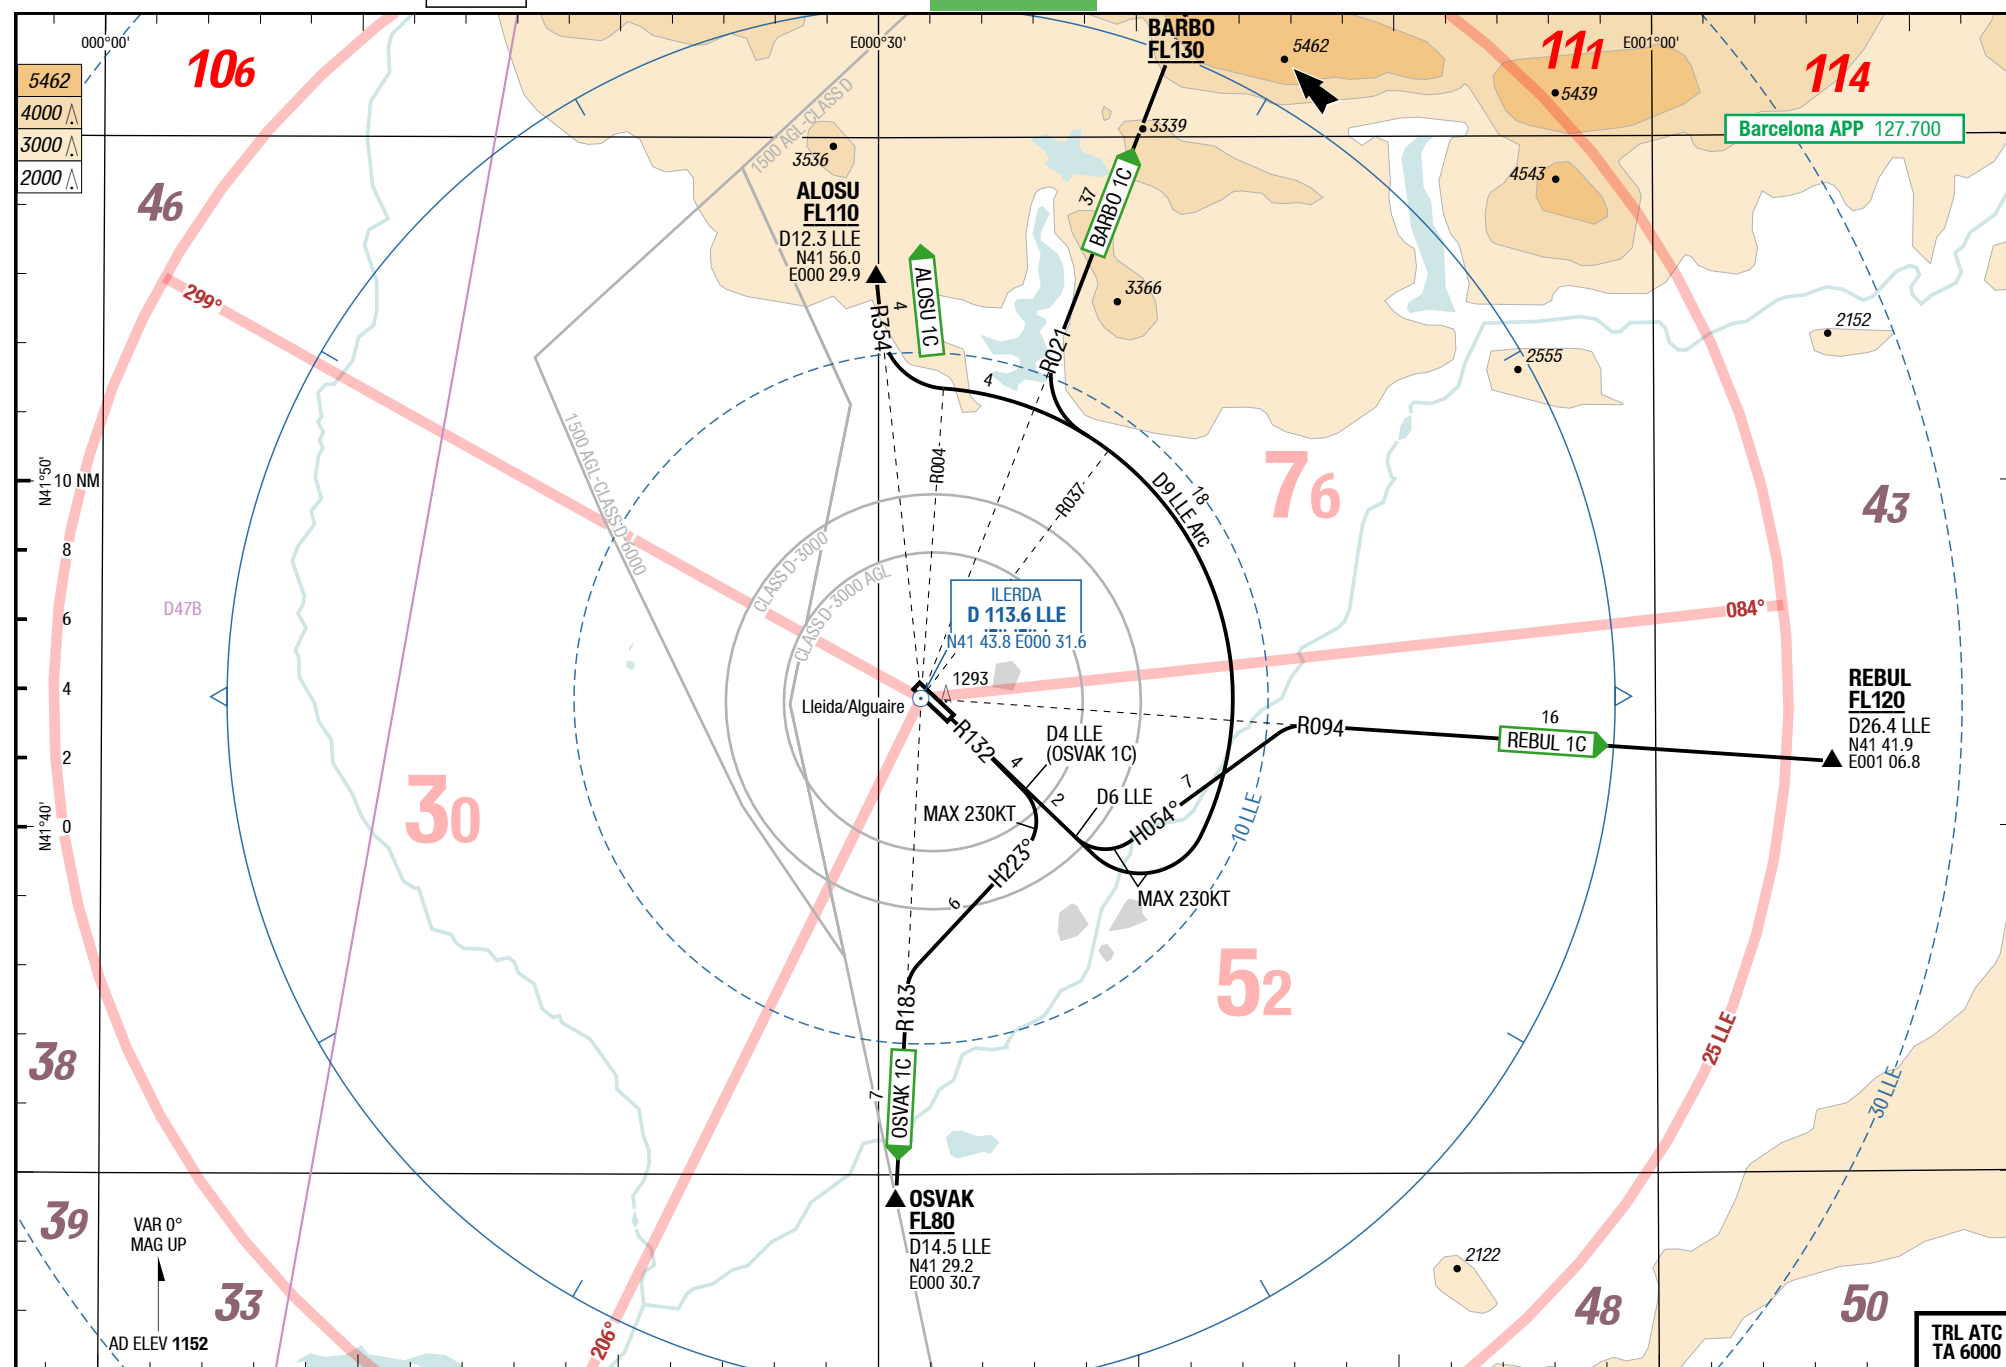 000°00'
E000°30'
E001°00'
BARBO
FL130
5462
106
111
114
5439
5462
4000
3000
2000
Barcelona APP 127.700
1500 AGL-CLASS D
3339
3536
4543
46
ALOSU
FL110
D12.3 LLE
N41 56.0
E000 29.9
37
BARBO 1C
ALOSU 1C
4
R354
3366
299°
R021
2152
2555
4
1500 AGL-CLASS D-6000
N41°50'
10 NM
R004
R037
D9 LLE Arc
18
76
43
8
6
4
2
0
N41°40'
CLASS D-3000
CLASS D-3000 AGL
D47B
ILERDA
D 113.6 LLE
N41 43.8 E000 31.6
084°
1293
Lleida/Alguaire
REBUL
FL120
D26.4 LLE
N41 41.9
E001 06.8
R132
D4 LLE
(OSVAK 1C)
R094
16
REBUL 1C
4
2
D6 LLE
7
H054°
MAX 230KT
30
10 LLE
H223°
MAX 230KT
6
52
R183
38
25 LLE
OSVAK 1C
7
30 LLE
39
OSVAK
FL80
D14.5 LLE
N41 29.2
E000 30.7
VAR 0°
MAG UP
AD ELEV 1152
33
206°
2122
48
50
TRL ATC
TA 6000